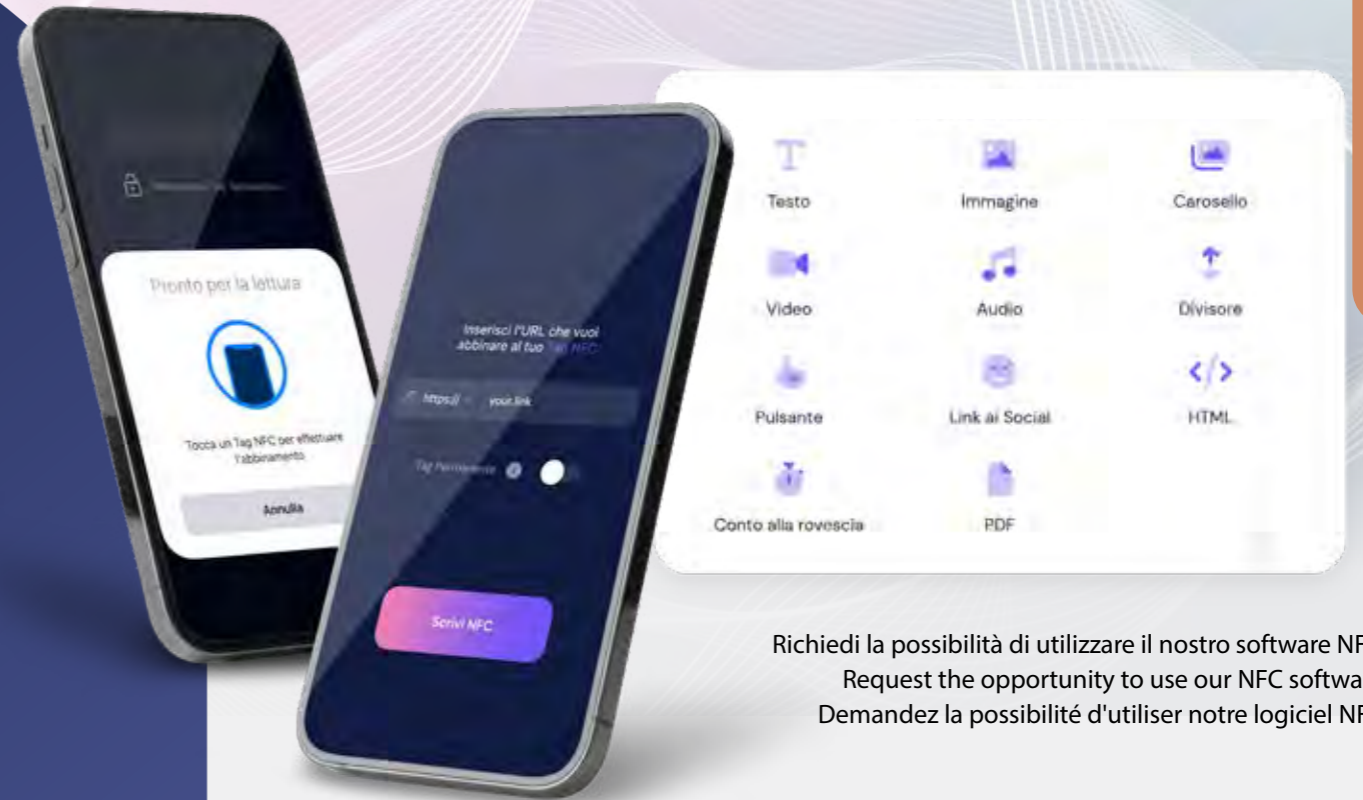 Pronto per la lettura
Tocca un Tag NFC per effettuare
l'abbinamento
Annulla
Inserisci l'URL che vuoi
abbinare al tuo Tag NFC:
https:// your.link
Tag Permanente
Scrivi NFC
Testo
Immagine
Carosello
Video
Audio
Divisore
Pulsante
Link ai Social
HTML
Conto alla rovescia
PDF
Richiedi la possibilità di utilizzare il nostro software NF
Request the opportunity to use our NFC softwa
Demandez la possibilité d'utiliser notre logiciel NF